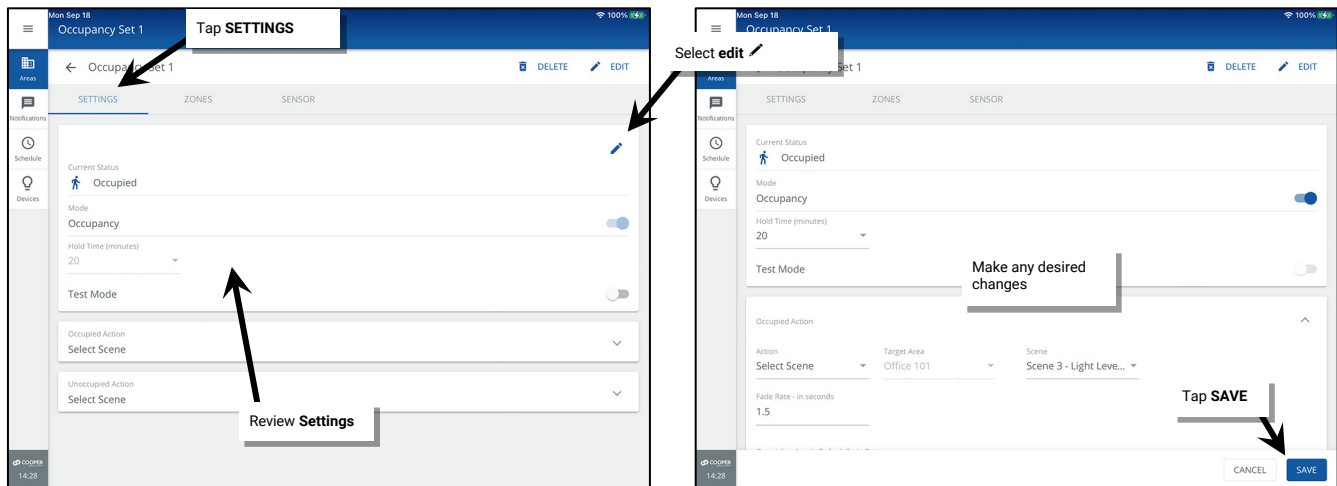 Mon Sep 18
100%
Occupancy Set 1
Tap SETTINGS
Areas
Occupancy Set 1
DELETE
EDIT
SETTINGS
ZONES
SENSOR
Notifications
Schedule
Devices
Current Status
Occupied
Mode
Occupancy
Hold Time (minutes)
20
Test Mode
Occupied Action
Select Scene
Unoccupied Action
Select Scene
Review Settings
COOPER
14:28
Select edit
Mon Sep 18
100%
Occupancy Set 1
Areas
Set 1
DELETE
EDIT
SETTINGS
ZONES
SENSOR
Notifications
Schedule
Devices
Current Status
Occupied
Mode
Occupancy
Hold Time (minutes)
20
Test Mode
Make any desired
changes
Occupied Action
Action
Target Area
Scene
Select Scene
Office 101
Scene 3 - Light Leve...
Fade Rate - in seconds
1.5
Tap SAVE
COOPER
14:28
CANCEL
SAVE